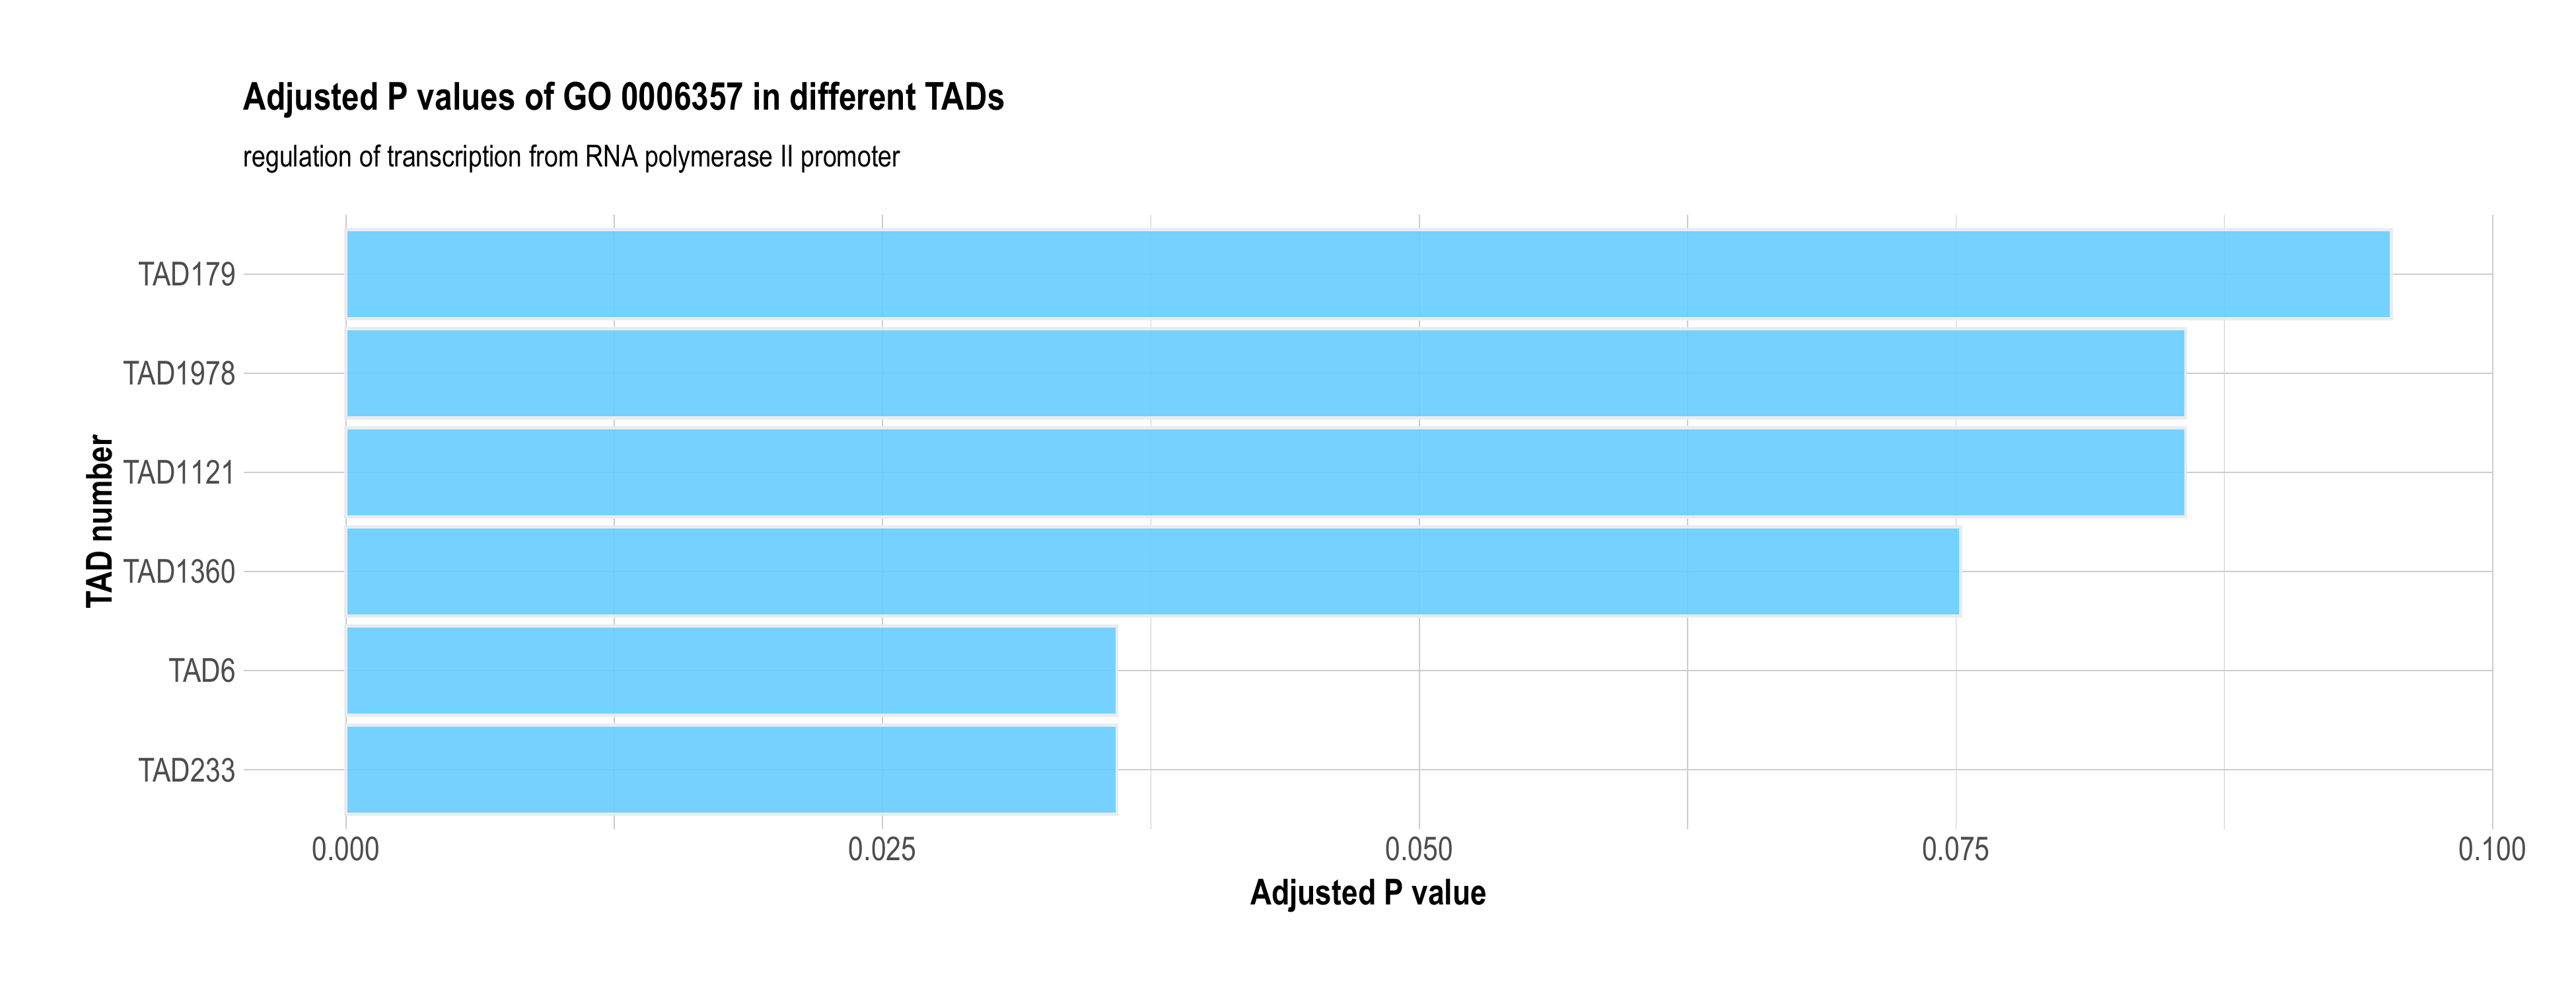 Adjusted P values of GO 0006357 in different TADs
regulation of transcription from RNA polymerase II promoter
TAD number
TAD179
TAD1978
TAD1121
TAD1360
TAD6
TAD233
0.000 0.025 0.050 0.075 0.100
Adjusted P value